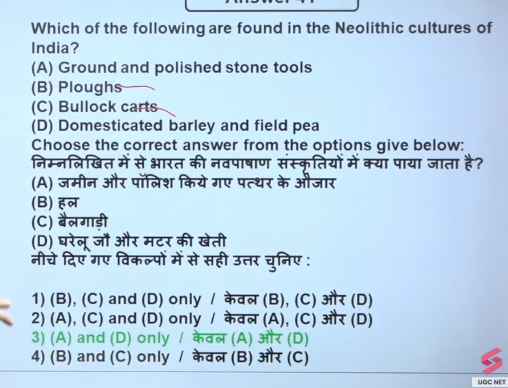 Which of the following are found in the Neolithic cultures of
India?
(A) Ground and polished stone tools
(B) Ploughs
(C) Bullock carts
(D) Domesticated barley and field pea
Choose the correct answer from the options give below:
निम्नलिखित में से भारत की नवपाषाण संस्कृतियों में क्या पाया जाता है?
(A) जमीन और पॉलिश किये गए पत्थर के औजार
(B) हल
(C) बैलगाड़ी
(D) घरेलू जौ और मटर की खेती
नीचे दिए गए विकल्पों में से सही उत्तर चुनिए :
1) (B), (C) and (D) only / केवल (B), (C) और (D)
2) (A), (C) and (D) only / केवल (A), (C) और (D)
3) (A) and (D) only / केवल (A) और (D)
4) (B) and (C) only / केवल (B) और (C)
UGC NET